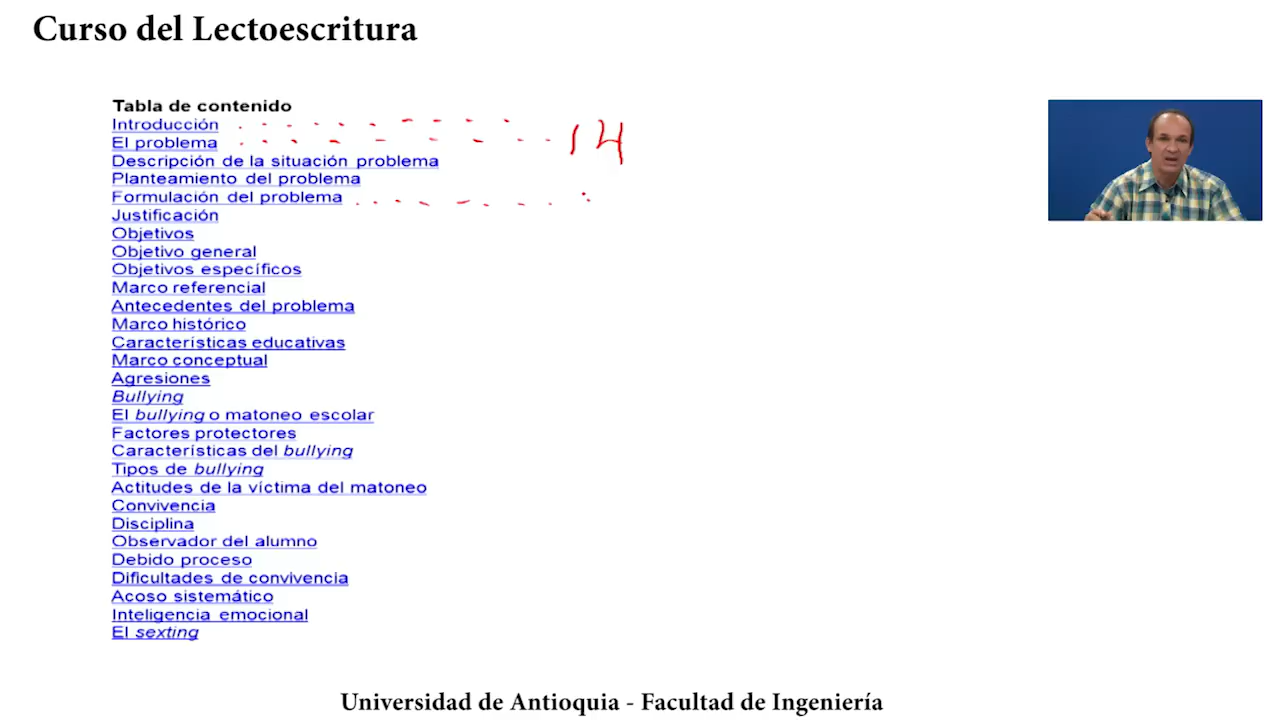 Curso del Lectoescritura
Tabla de contenido
Introducción
El problema 14
Descripción de la situación problema
Planteamiento del problema
Formulación del problema
Justificación
Objetivos
Objetivo general
Objetivos específicos
Marco referencial
Antecedentes del problema
Marco histórico
Características educativas
Marco conceptual
Agresiones
Bullying
El bullying o matoneo escolar
Factores protectores
Características del bullying
Tipos de bullying
Actitudes de la víctima del matoneo
Convivencia
Disciplina
Observador del alumno
Debido proceso
Dificultades de convivencia
Acoso sistemático
Inteligencia emocional
El sexting
Universidad de Antioquia - Facultad de Ingeniería